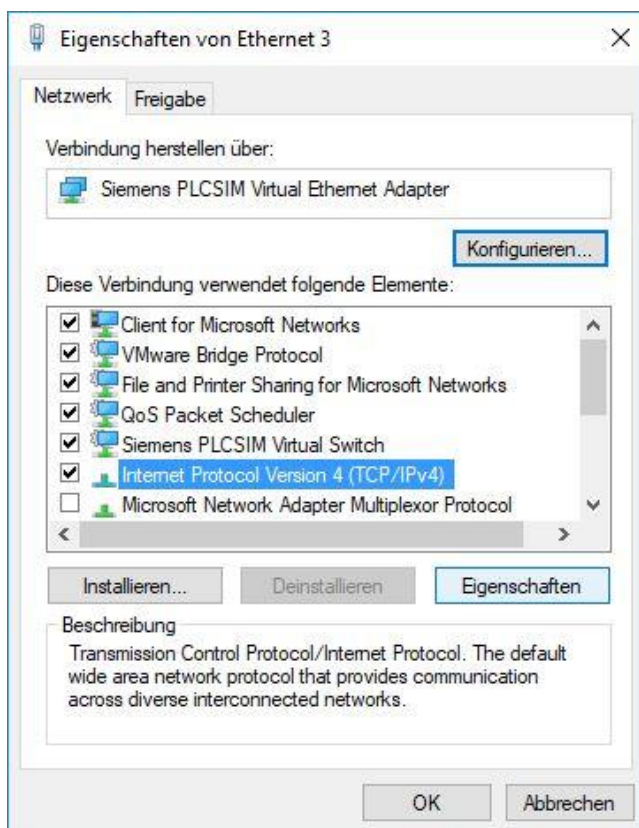 Eigenschaften von Ethernet 3
Netzwerk
Freigabe
Verbindung herstellen über:
Siemens PLCSIM Virtual Ethernet Adapter
Konfigurieren...
Diese Verbindung verwendet folgende Elemente:
Client for Microsoft Networks
VMware Bridge Protocol
File and Printer Sharing for Microsoft Networks
QoS Packet Scheduler
Siemens PLCSIM Virtual Switch
Internet Protocol Version 4 (TCP/IPv4)
Microsoft Network Adapter Multiplexor Protocol
Installieren...
Deinstallieren
Eigenschaften
Beschreibung
Transmission Control Protocol/Internet Protocol. The default
wide area network protocol that provides communication
across diverse interconnected networks.
OK
Abbrechen